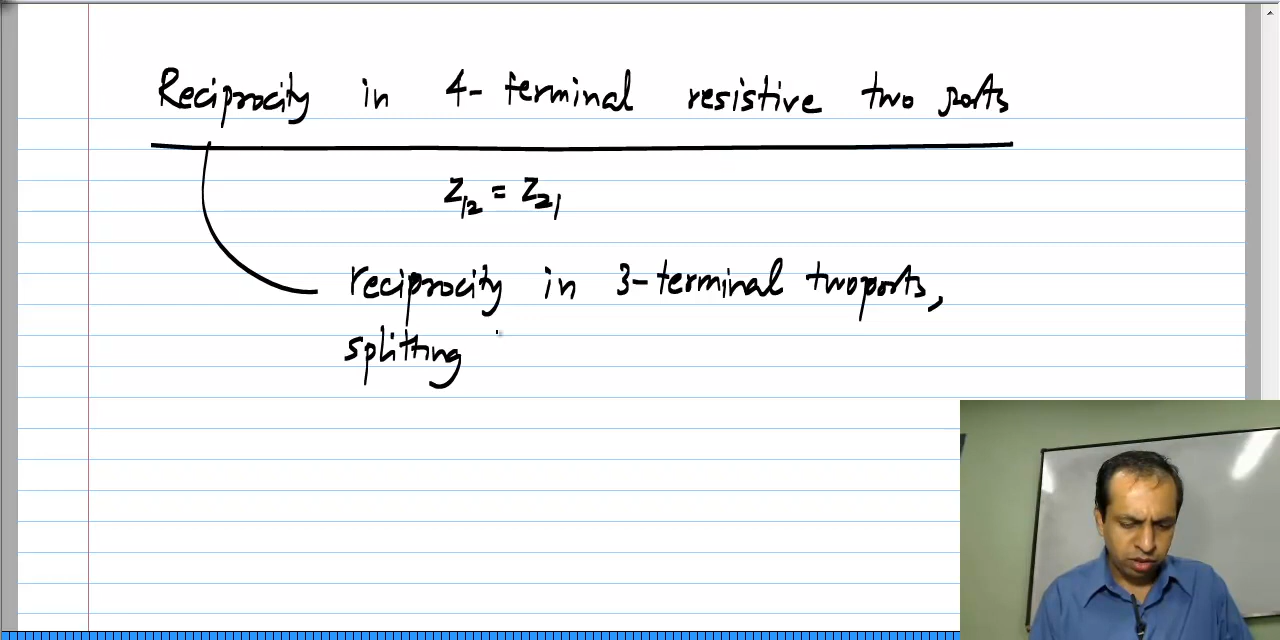 Reciprocity in 4-terminal resistive two ports
Z12 = Z21
reciprocity in 3-terminal twoports,
splitting